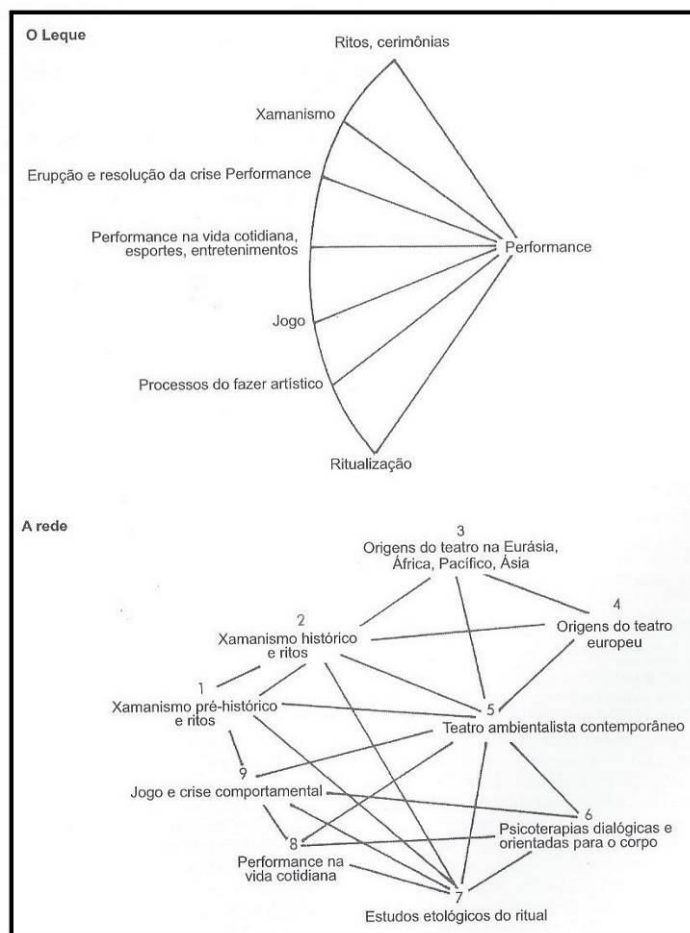 O Leque
Ritos, cerimônias
Xamanismo
Erupção e resolução da crise Performance
Performance na vida cotidiana,
esportes, entretenimentos
Performance
Jogo
Processos do fazer artístico
Ritualização
A rede
3
Origens do teatro na Eurásia,
África, Pacífico, Ásia
4
Origens do teatro
europeu
2
Xamanismo histórico
e ritos
1
Xamanismo pré-histórico
e ritos
5
Teatro ambientalista contemporâneo
9
Jogo e crise comportamental
6
Psicoterapias dialógicas e
orientadas para o corpo
8
Performance na
vida cotidiana
7
Estudos etológicos do ritual